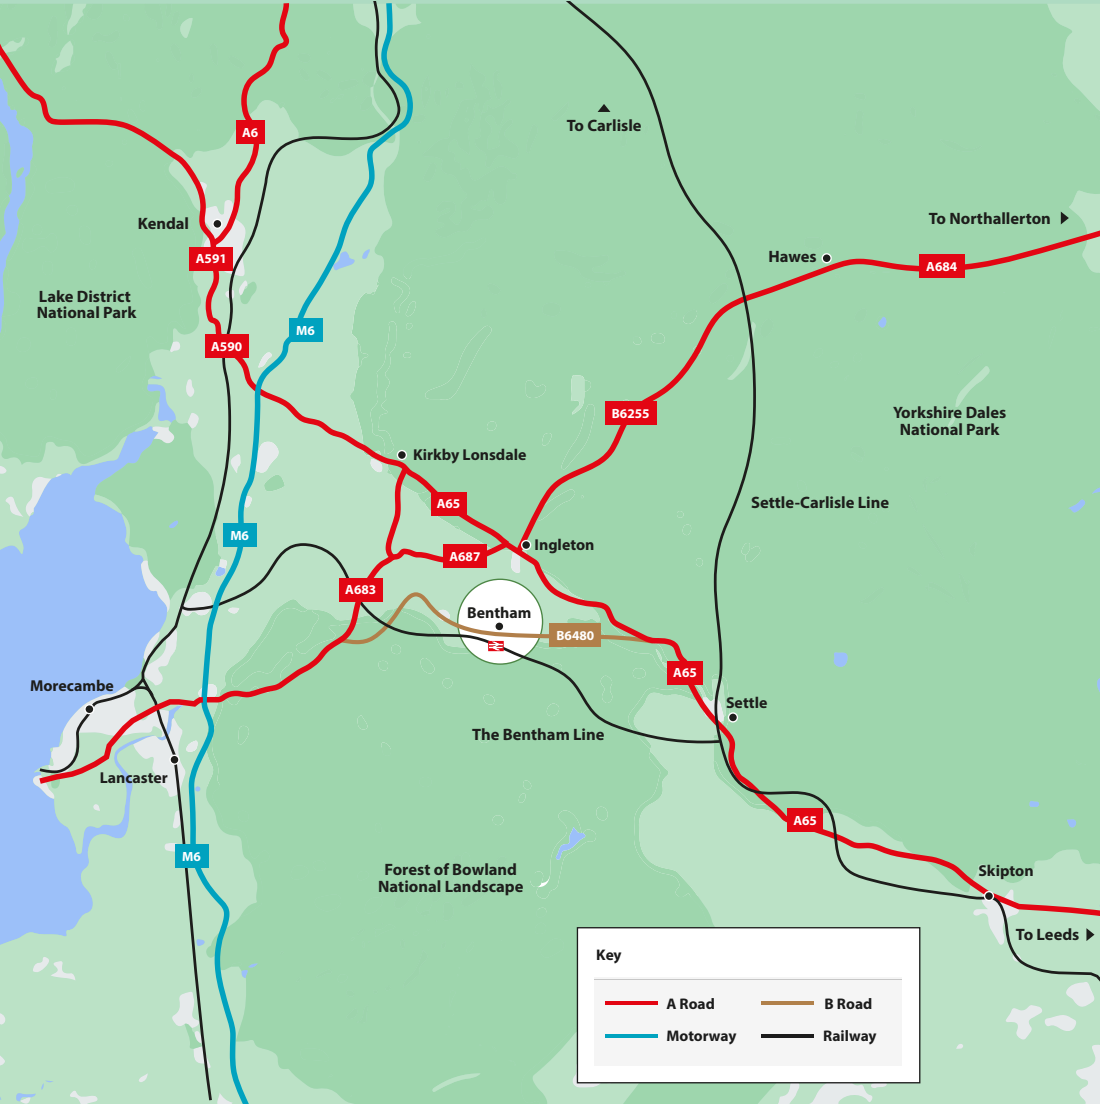 A6
To Carlisle
Kendal
To Northallerton
A591
Hawes
A684
Lake District
National Park
M6
A590
B6255
Yorkshire Dales
National Park
Kirkby Lonsdale
A65
Settle-Carlisle Line
M6
Ingleton
A687
A683
Bentham
B6480
A65
Morecambe
Settle
The Bentham Line
Lancaster
A65
M6
Forest of Bowland
National Landscape
Skipton
To Leeds
Key
A Road
B Road
Motorway
Railway